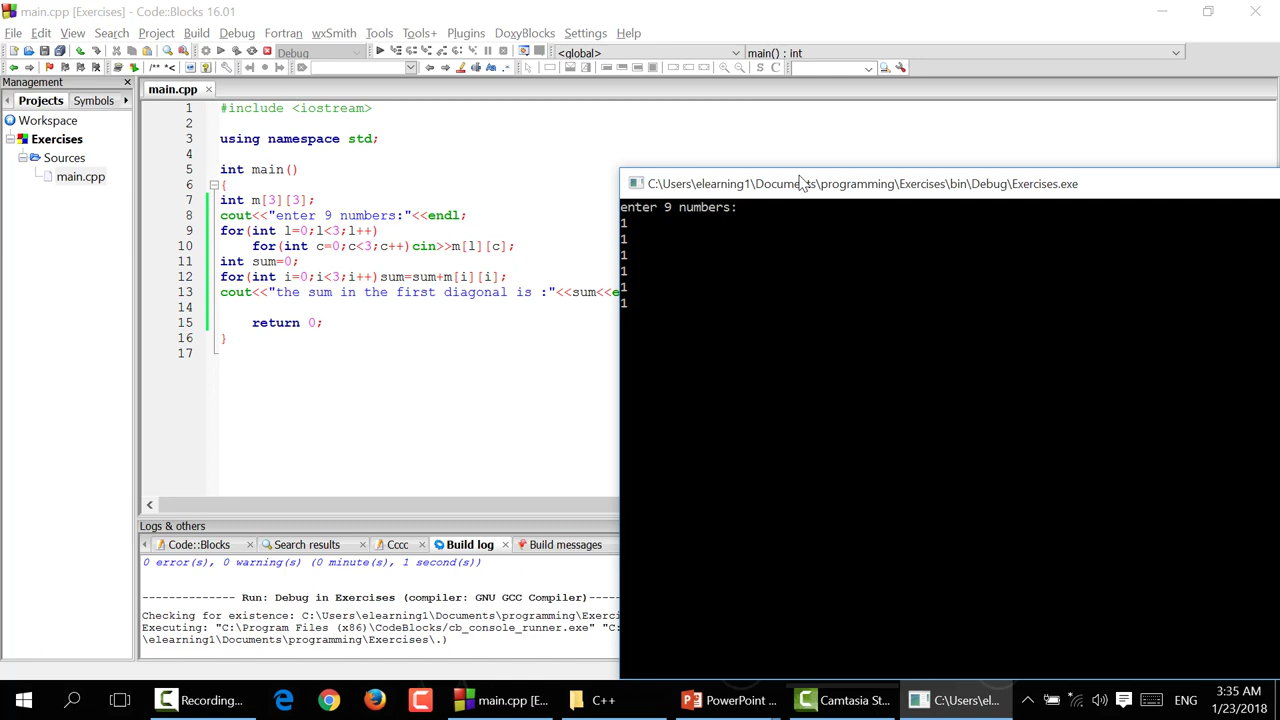 main.cpp [Exercises] - Code::Blocks 16.01
File Edit View Search Project Build Debug Fortran wxSmith Tools Tools+ Plugins DoxyBlocks Settings Help
Debug <global> main() : int
/** *<
S C
Management
main.cpp
Projects Symbols
Workspace
Exercises
Sources
main.cpp
1 #include <iostream>
2
3 using namespace std;
4
5 int main()
6 {
7 int m[3][3];
8 cout<<"enter 9 numbers:"<<endl;
9 for(int l=0;l<3;l++)
10 for(int c=0;c<3;c++)cin>>m[l][c];
11 int sum=0;
12 for(int i=0;i<3;i++)sum=sum+m[i][i];
13 cout<<"the sum in the first diagonal is :"<<sum<<e
14
15 return 0;
16 }
17
C:\Users\elearning1\Documents\programming\Exercises\bin\Debug\Exercises.exe
enter 9 numbers:
1
1
1
1
1
1
Logs & others
Code::Blocks Search results Cccc Build log Build messages
0 error(s), 0 warning(s) (0 minute(s), 1 second(s))
-------------- Run: Debug in Exercises (compiler: GNU GCC Compiler)-----
Checking for existence: C:\Users\elearning1\Documents\programming\Exerci
Executing: "C:\Program Files (x86)\CodeBlocks/cb_console_runner.exe" "C:
\elearning1\Documents\programming\Exercises\.)
Recording... main.cpp [E... C++ PowerPoint ... Camtasia St... C:\Users\el...
ENG
3:35 AM
1/23/2018